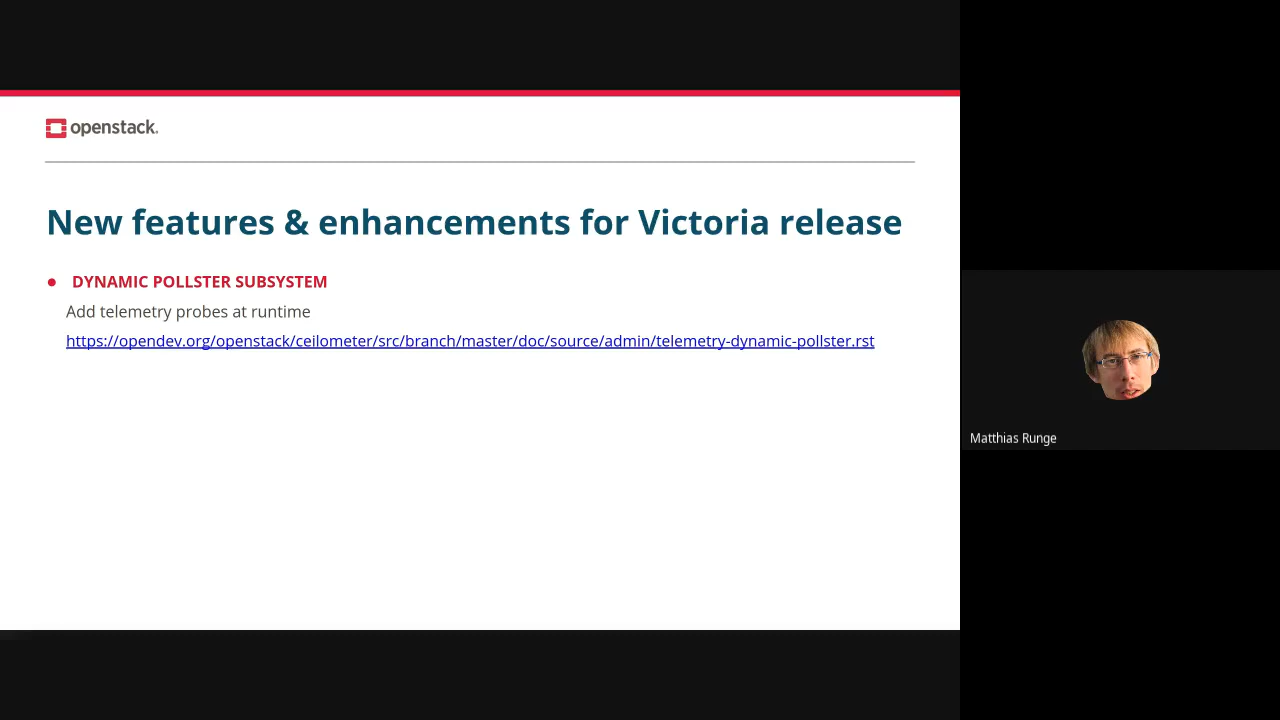 openstack.
New features & enhancements for Victoria release
DYNAMIC POLLSTER SUBSYSTEM
Add telemetry probes at runtime
https://opendev.org/openstack/ceilometer/src/branch/master/doc/source/admin/telemetry-dynamic-pollster.rst
Matthias Runge